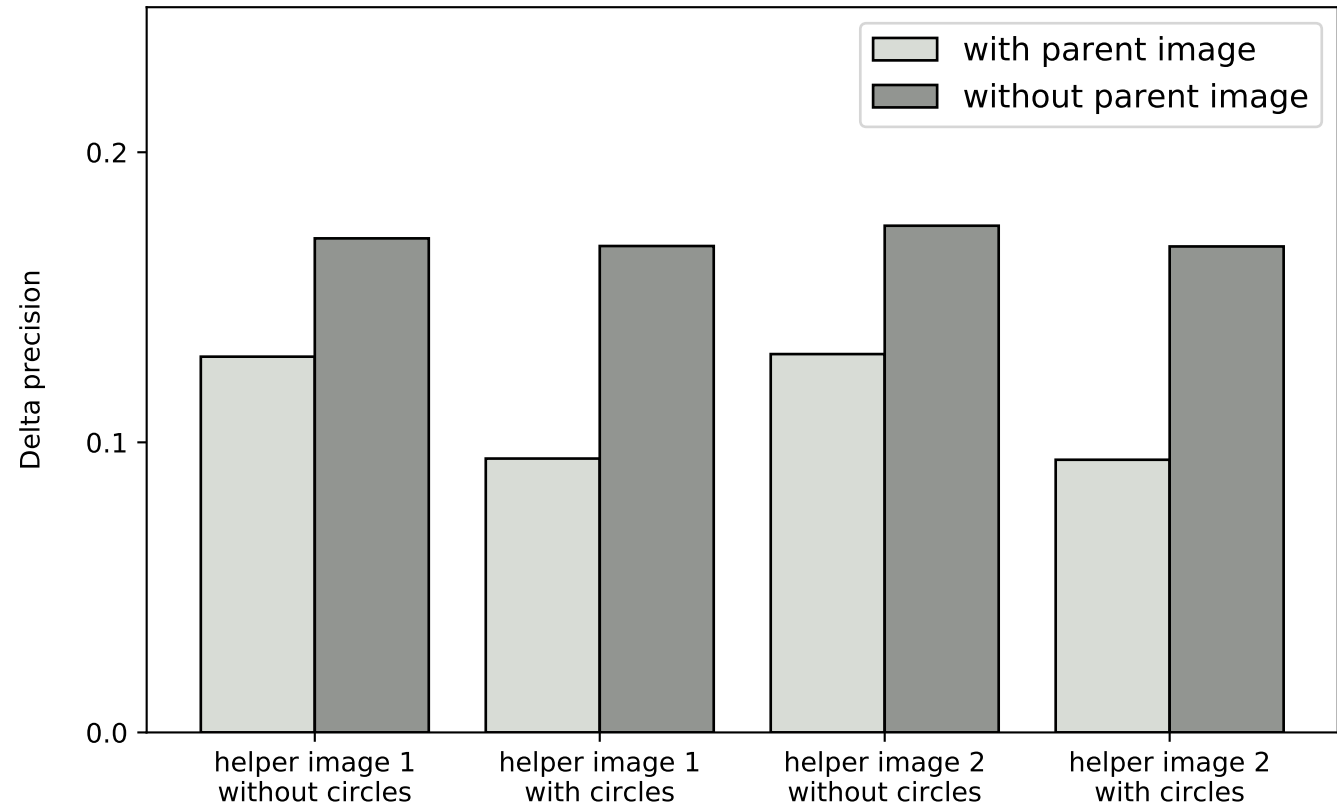 with parent image
without parent image
0.2
0.1
0.0
Delta precision
helper image 1
without circles
helper image 1
with circles
helper image 2
without circles
helper image 2
with circles